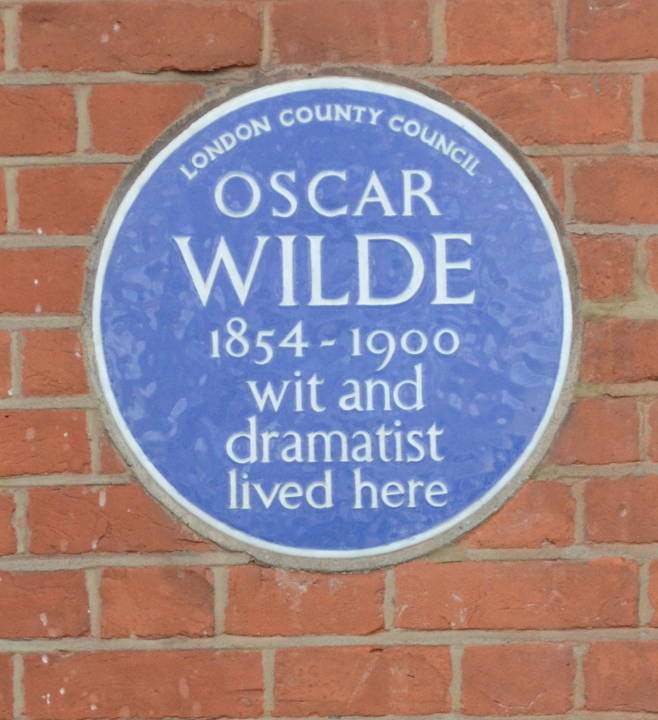 LONDON COUNTY COUNCIL
OSCAR
WILDE
1854 - 1900
wit and
dramatist
lived here